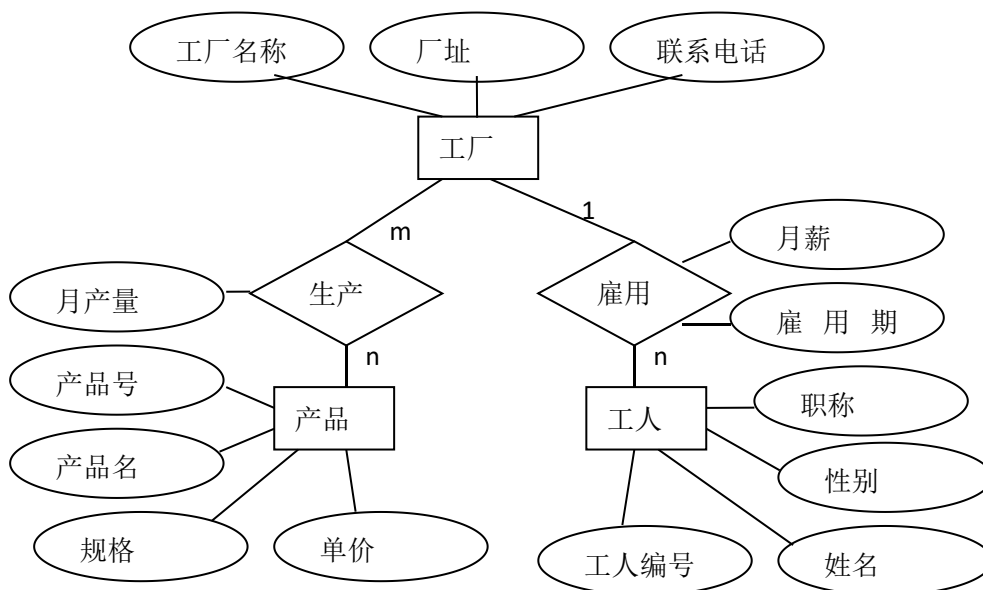 工厂名称 厂址 联系电话
工厂
m 1
月薪
月产量 生产 雇用
雇 用 期
n n
产品号 产品 工人 职称
产品名 性别
规格 单价 工人编号 姓名